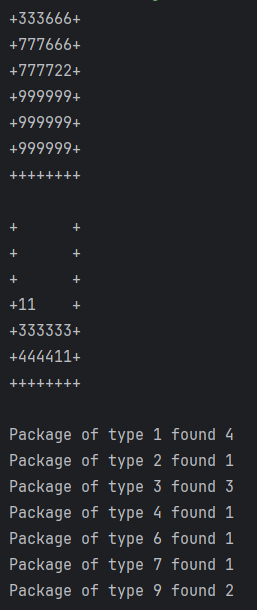 +333666+
+777666+
+777722+
+999999+
+999999+
+999999+
++++++++

+      +
+      +
+      +
+11    +
+333333+
+444411+
++++++++

Package of type 1 found 4
Package of type 2 found 1
Package of type 3 found 3
Package of type 4 found 1
Package of type 6 found 1
Package of type 7 found 1
Package of type 9 found 2